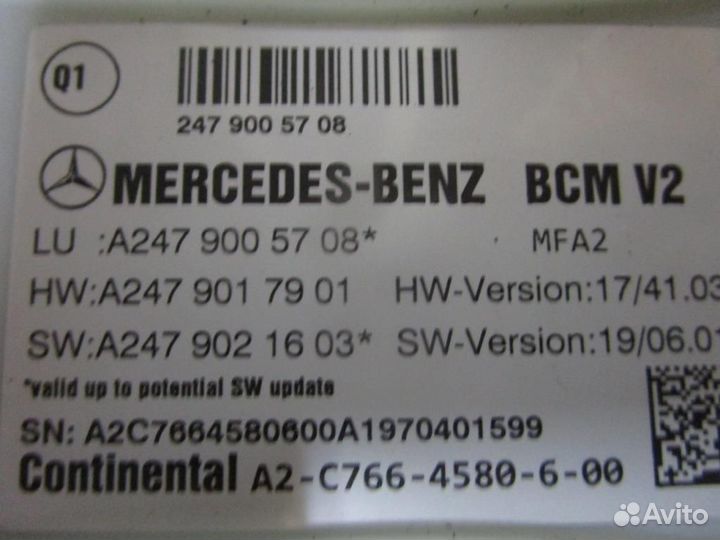 Q1
247 900 57 08
MERCEDES-BENZ BCM V2
LU :A247 900 57 08* MFA2
HW:A247 901 79 01 HW-Version:17/41.03
SW:A247 902 16 03* SW-Version:19/06.01
*valid up to potential SW update
SN: A2C7664580600A1970401599
Continental A2-C766-4580-6-00
Avito